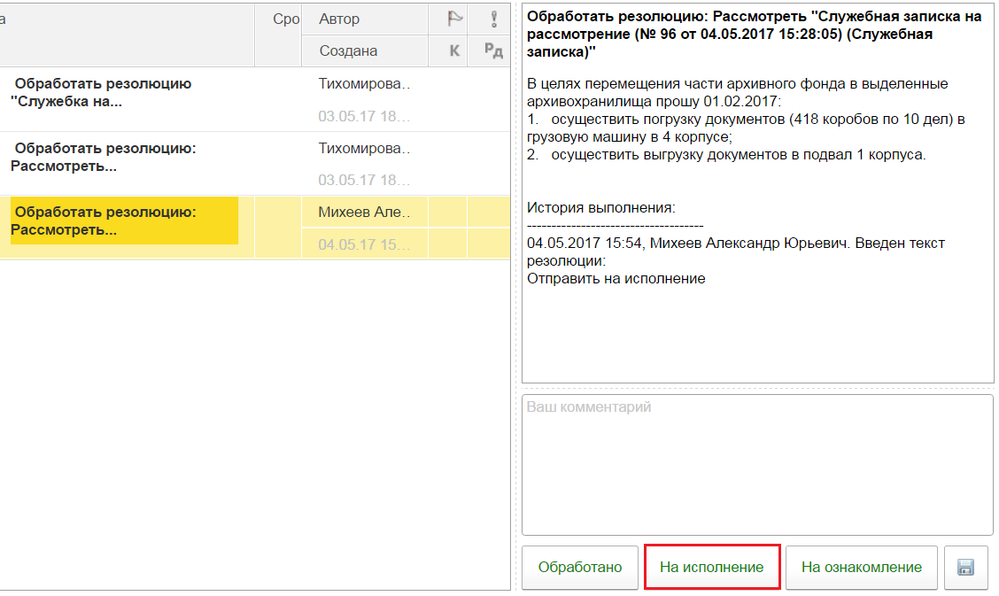 а
Сро
Автор
Создана
К
Рд
Обработать резолюцию
"Служебка на...
Тихомирова..
03.05.17 18...
Обработать резолюцию:
Рассмотреть...
Тихомирова..
03.05.17 18...
Обработать резолюцию:
Рассмотреть...
Михеев Але..
04.05.17 15...
Обработать резолюцию: Рассмотреть "Служебная записка на
рассмотрение (№ 96 от 04.05.2017 15:28:05) (Служебная
записка)"
В целях перемещения части архивного фонда в выделенные
архивохранилища прошу 01.02.2017:
1. осуществить погрузку документов (418 коробов по 10 дел) в
грузовую машину в 4 корпусе;
2. осуществить выгрузку документов в подвал 1 корпуса.
История выполнения:
------------------------------------
04.05.2017 15:54, Михеев Александр Юрьевич. Введен текст
резолюции:
Отправить на исполнение
Ваш комментарий
Обработано
На исполнение
На ознакомление